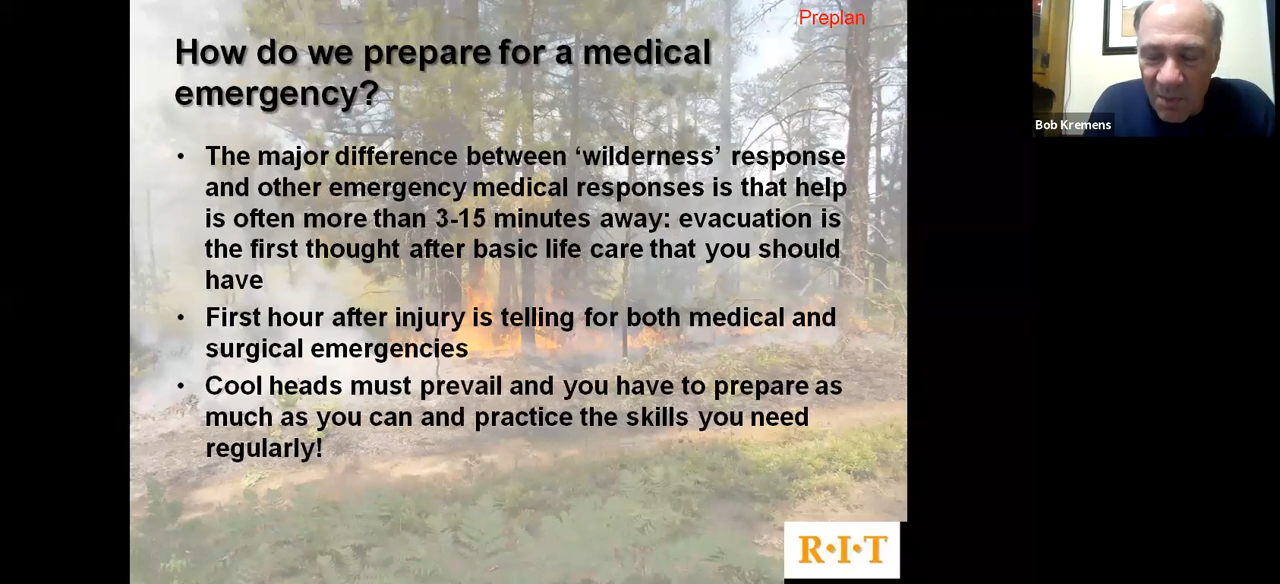 Preplan
How do we prepare for a medical
emergency?
• The major difference between ‘wilderness’ response
and other emergency medical responses is that help
is often more than 3-15 minutes away: evacuation is
the first thought after basic life care that you should
have
• First hour after injury is telling for both medical and
surgical emergencies
• Cool heads must prevail and you have to prepare as
much as you can and practice the skills you need
regularly!
R·I·T
Bob Kremens